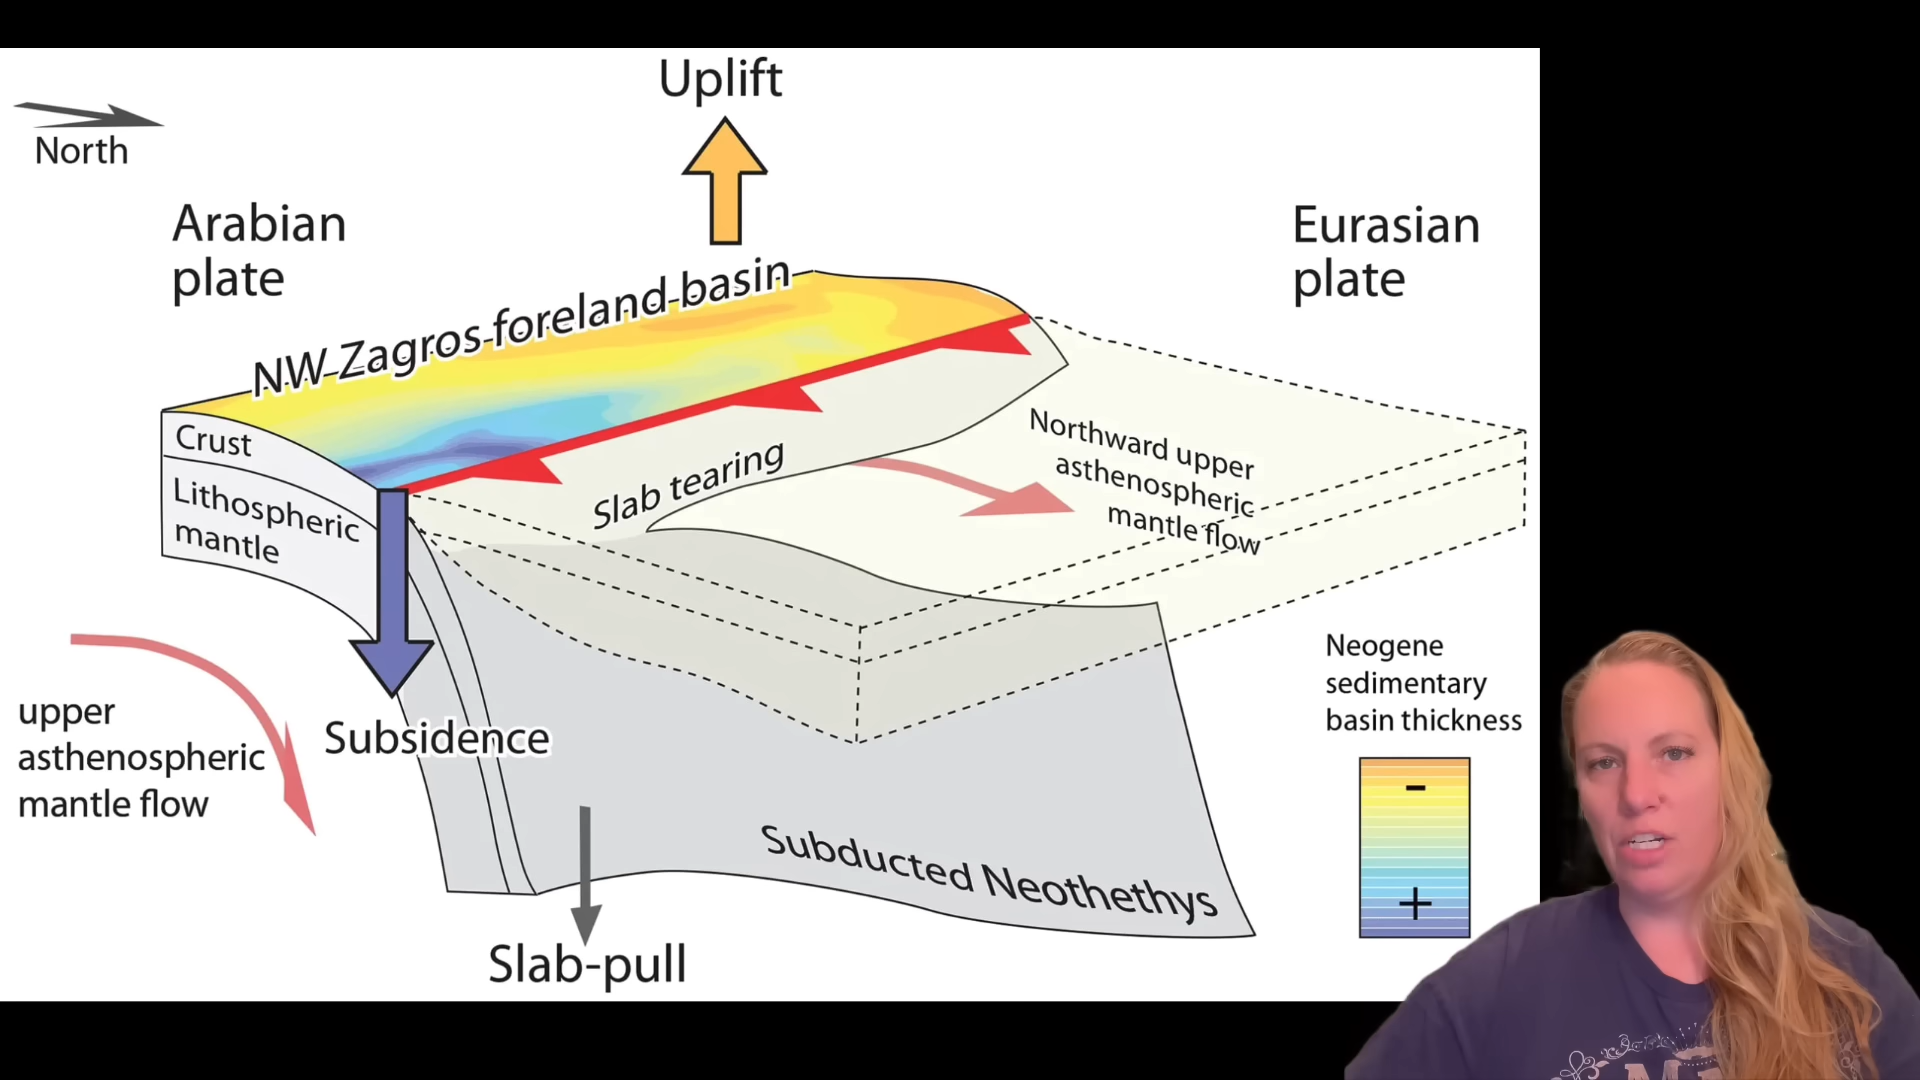 Uplift
North
Arabian
plate
Eurasian
plate
NW Zagros foreland basin
Crust
Lithospheric
mantle
Slab tearing
Northward upper
asthenospheric
mantle flow
upper
asthenospheric
mantle flow
Subsidence
Neogene
sedimentary
basin thickness
-
+
Subducted Neothethys
Slab-pull